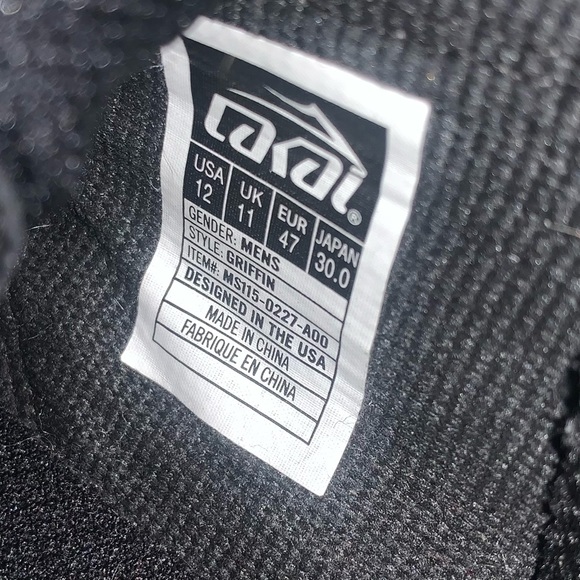 Lakai®
USA UK EUR JAPAN
12 11 47 30.0
GENDER: MENS
STYLE: GRIFFIN
ITEM#: MS115-0227-A00
DESIGNED IN THE USA
MADE IN CHINA
FABRIQUE EN CHINA